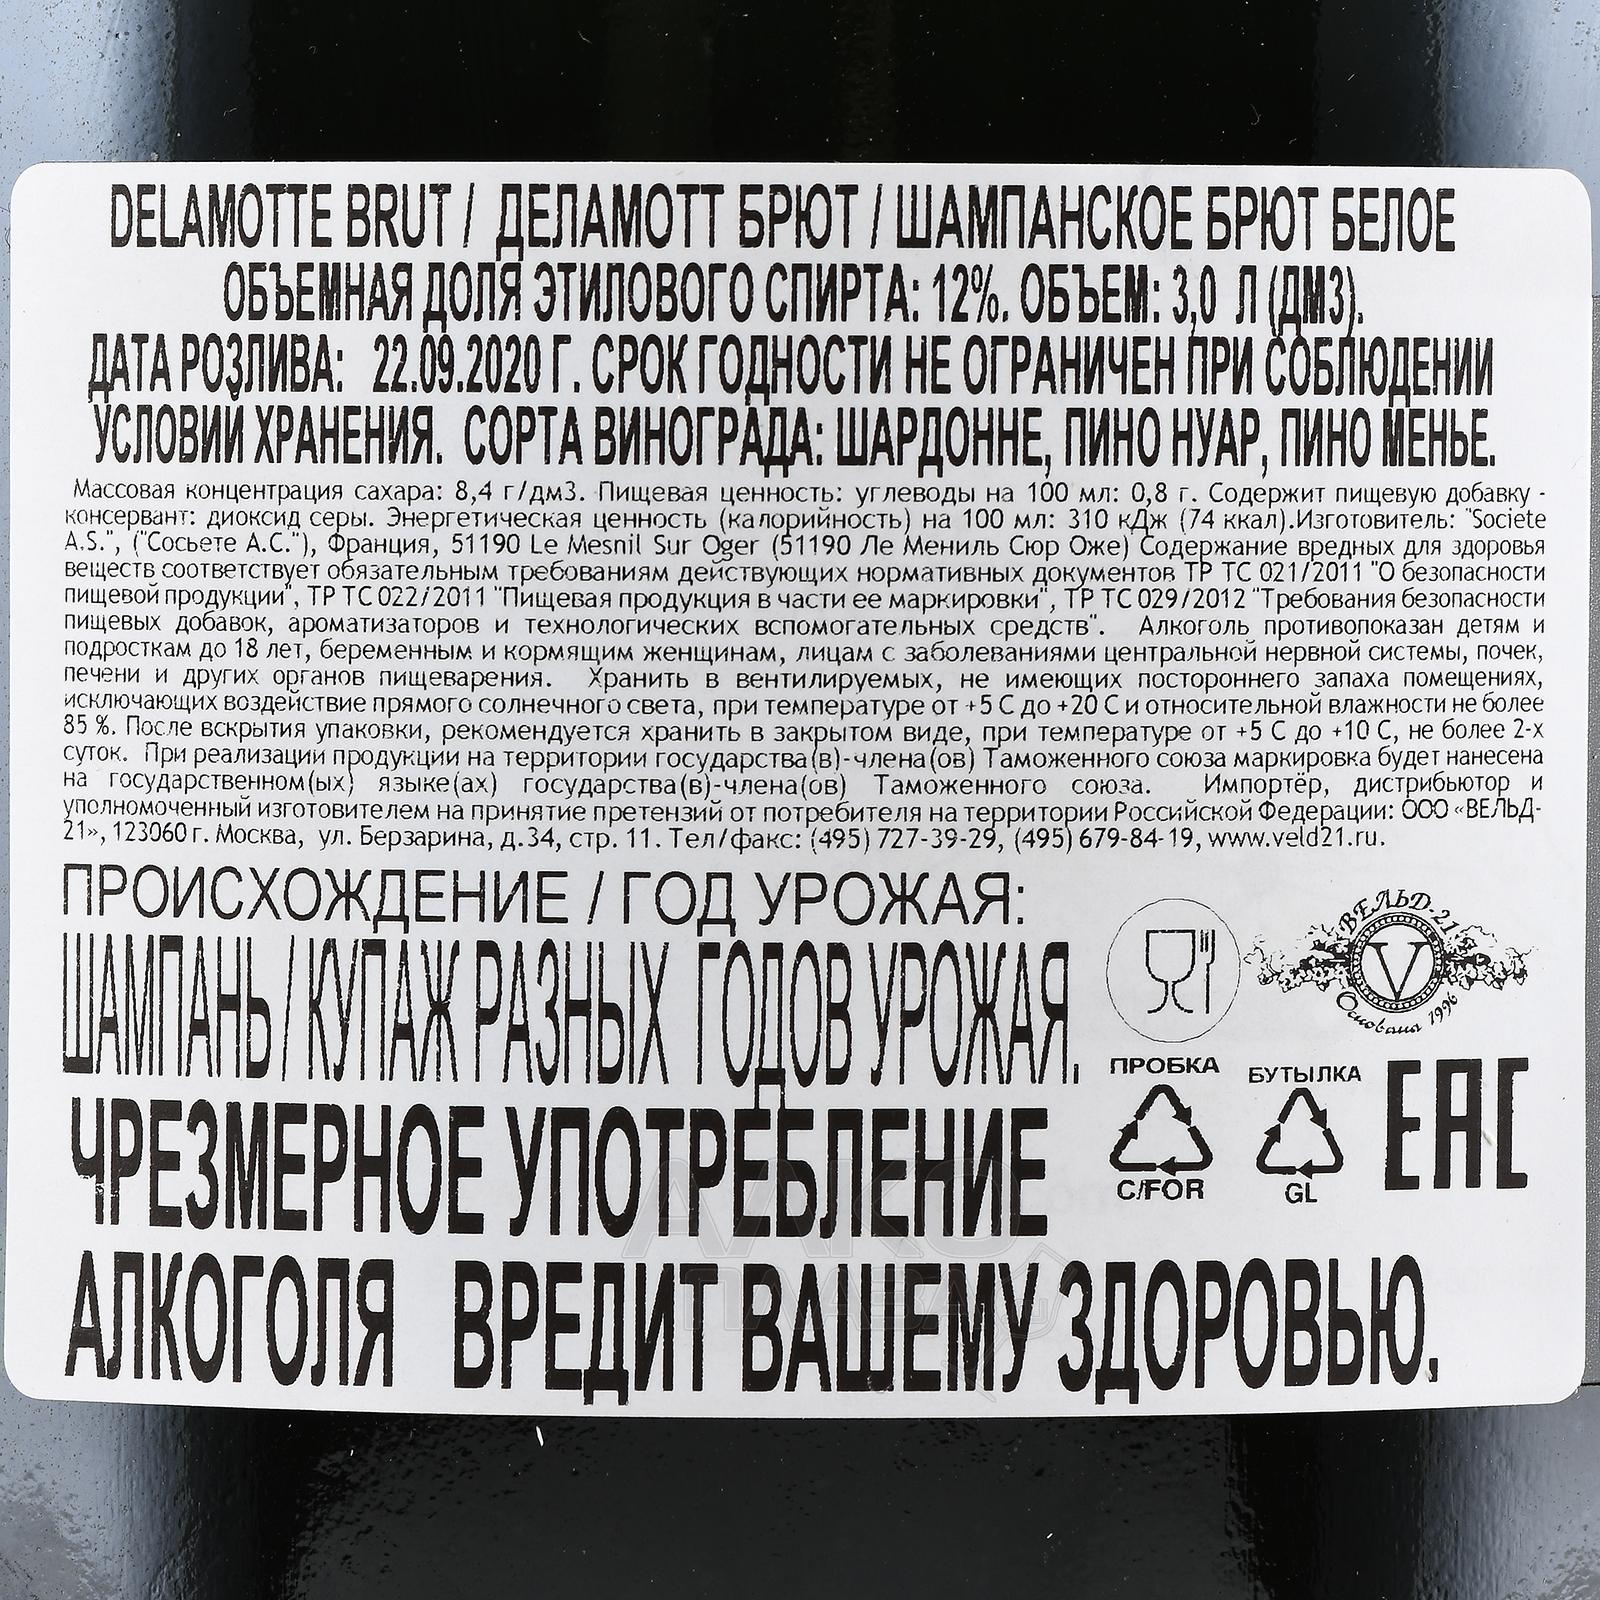 DELAMOTTE BRUT / ДЕЛАМОТТ БРЮТ / ШАМПАНСКОЕ БРЮТ БЕЛОЕ
ОБЪЕМНАЯ ДОЛЯ ЭТИЛОВОГО СПИРТА: 12%. ОБЪЕМ: 3,0 Л (ДМ3).
ДАТА РОЗЛИВА: 22.09.2020 Г. СРОК ГОДНОСТИ НЕ ОГРАНИЧЕН ПРИ СОБЛЮДЕНИИ
УСЛОВИЙ ХРАНЕНИЯ. СОРТА ВИНОГРАДА: ШАРДОННЕ, ПИНО НУАР, ПИНО МЕНЬЕ.
Массовая концентрация сахара: 8,4 г/дм3. Пищевая ценность: углеводы на 100 мл: 0,8 г. Содержит пищевую добавку -
консервант: диоксид серы. Энергетическая ценность (калорийность) на 100 мл: 310 кДж (74 ккал).Изготовитель: "Societe
A.S.", ("Сосьете А.С."), Франция, 51190 Le Mesnil Sur Oger (51190 Ле Мениль Сюр Оже) Содержание вредных для здоровья
веществ соответствует обязательным требованиям действующих нормативных документов ТР ТС 021/2011 "О безопасности
пищевой продукции", ТР ТС 022/2011 "Пищевая продукция в части ее маркировки", ТР ТС 029/2012 "Требования безопасности
пищевых добавок, ароматизаторов и технологических вспомогательных средств". Алкоголь противопоказан детям и
подросткам до 18 лет, беременным и кормящим женщинам, лицам с заболеваниями центральной нервной системы, почек,
печени и других органов пищеварения. Хранить в вентилируемых, не имеющих постороннего запаха помещениях,
исключающих воздействие прямого солнечного света, при температуре от +5 С до +20 С и относительной влажности не более
85 %. После вскрытия упаковки, рекомендуется хранить в закрытом виде, при температуре от +5 С до +10 С, не более 2-х
суток. При реализации продукции на территории государства(в)-члена(ов) Таможенного союза маркировка будет нанесена
на государственном(ых) языке(ах) государства(в)-члена(ов) Таможенного союза. Импортёр, дистрибьютор и
уполномоченный изготовителем на принятие претензий от потребителя на территории Российской Федерации: ООО «ВЕЛЬД-
21», 123060 г. Москва, ул. Берзарина, д.34, стр. 11. Тел/факс: (495) 727-39-29, (495) 679-84-19, www.veld21.ru.
ПРОИСХОЖДЕНИЕ / ГОД УРОЖАЯ:
ШАМПАНЬ / КУПАЖ РАЗНЫХ ГОДОВ УРОЖАЯ.
ВЕЛЬД-21
V
Основана 1996
ПРОБКА
C/FOR
БУТЫЛКА
GL
EAC
ЧРЕЗМЕРНОЕ УПОТРЕБЛЕНИЕ
АЛКОГОЛЯ ВРЕДИТ ВАШЕМУ ЗДОРОВЬЮ.